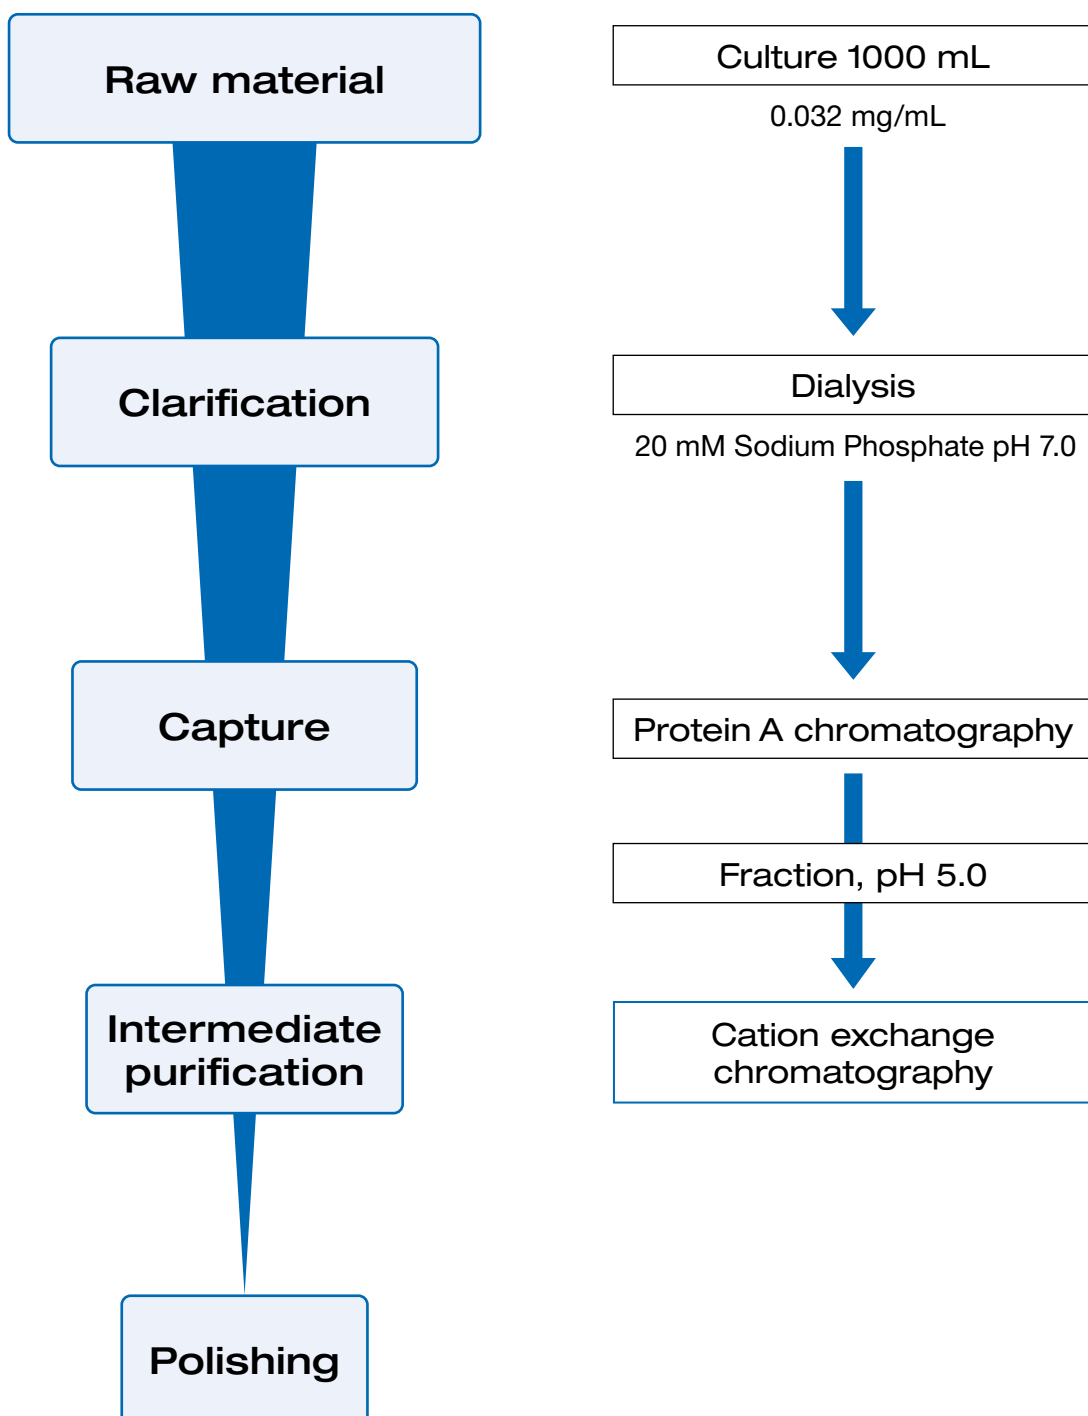 Raw material
Culture 1000 mL
0.032 mg/mL
Clarification
Dialysis
20 mM Sodium Phosphate pH 7.0
Capture
Protein A chromatography
Fraction, pH 5.0
Intermediate
purification
Cation exchange
chromatography
Polishing